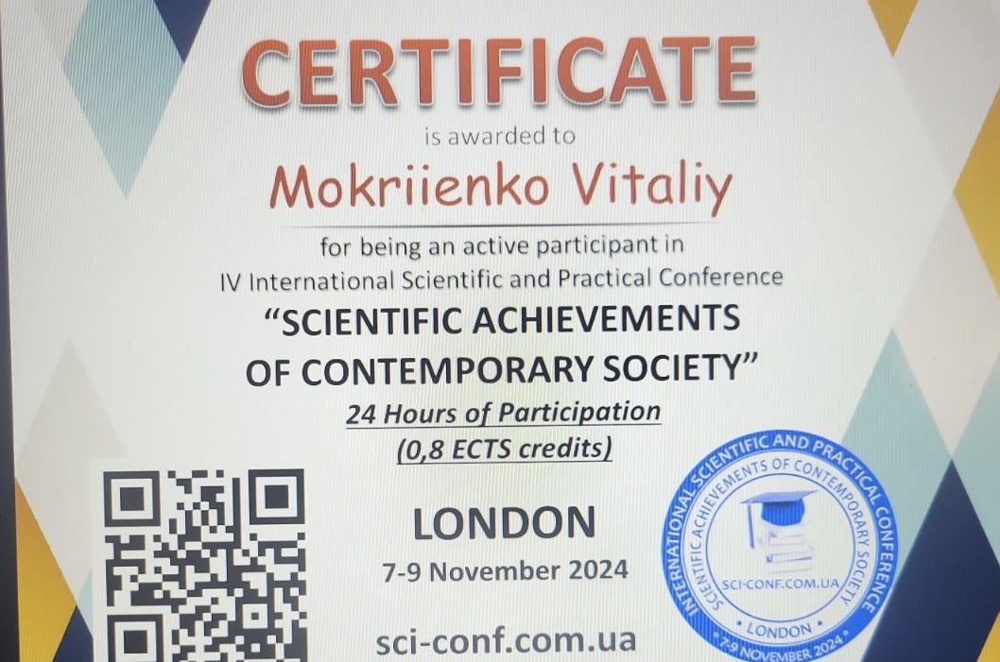 CERTIFICATE
is awarded to
Mokriienko Vitaliy
for being an active participant in
IV International Scientific and Practical Conference
“SCIENTIFIC ACHIEVEMENTS
OF CONTEMPORARY SOCIETY”
24 Hours of Participation
(0,8 ECTS credits)
LONDON
7-9 November 2024
sci-conf.com.ua
INTERNATIONAL SCIENTIFIC AND PRACTICAL CONFERENCE
SCIENTIFIC ACHIEVEMENTS OF CONTEMPORARY SOCIETY
SCI-CONF.COM.UA
• LONDON •
* 7-9 NOVEMBER 2024 *